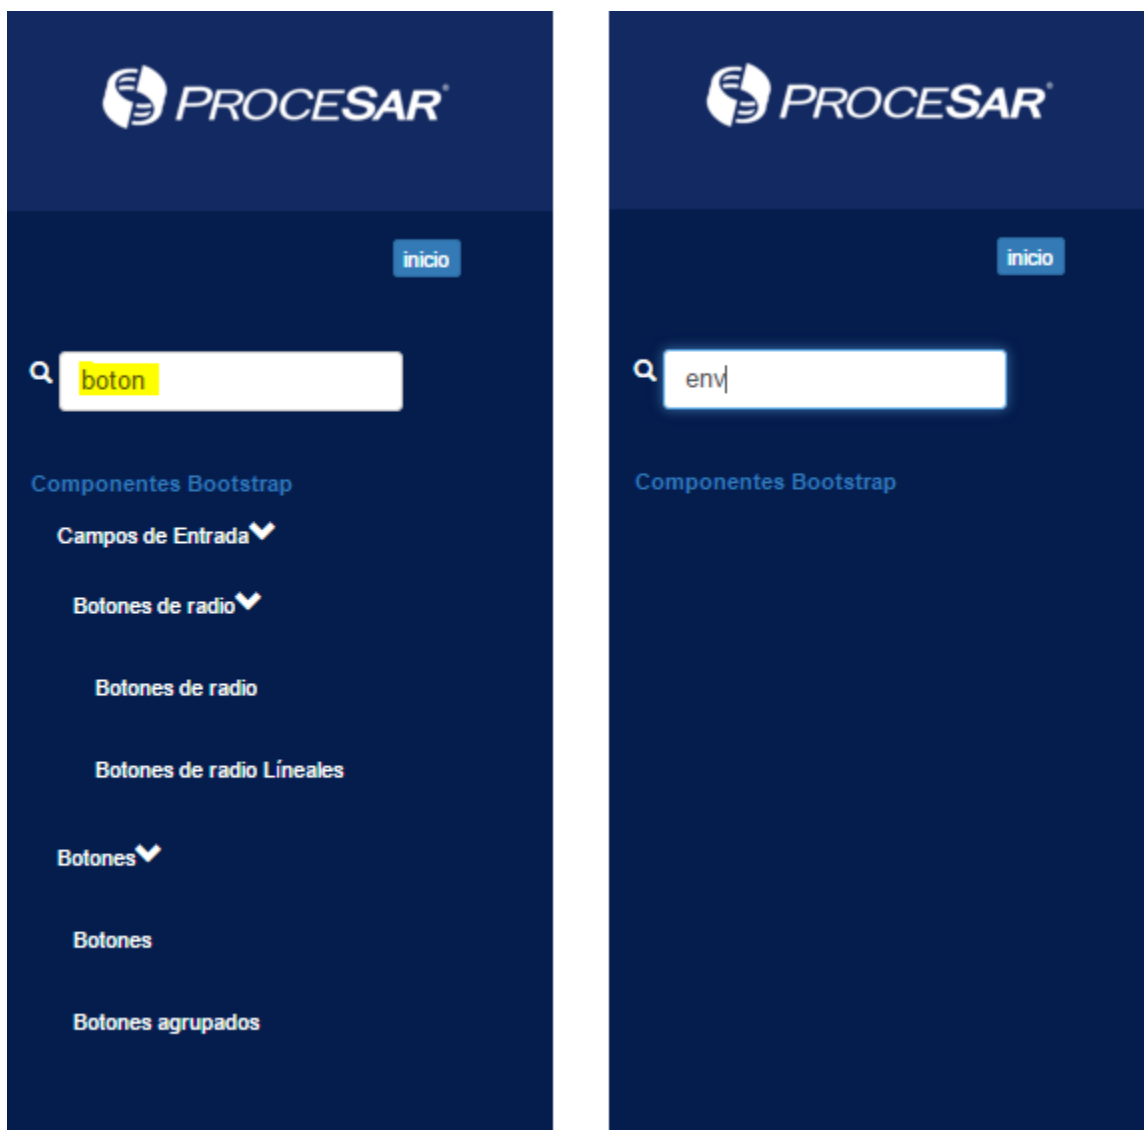 PROCESAR
inicio
boton
Componentes Bootstrap
Campos de Entrada
Botones de radio
Botones de radio
Botones de radio Líneales
Botones
Botones
Botones agrupados
PROCESAR
inicio
env
Componentes Bootstrap